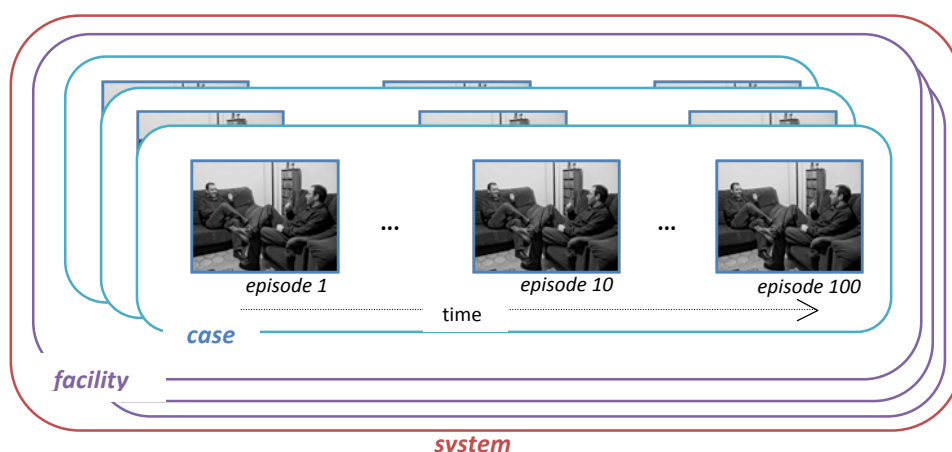 ... ...
episode 1 episode 10 episode 100
time
case
facility
system